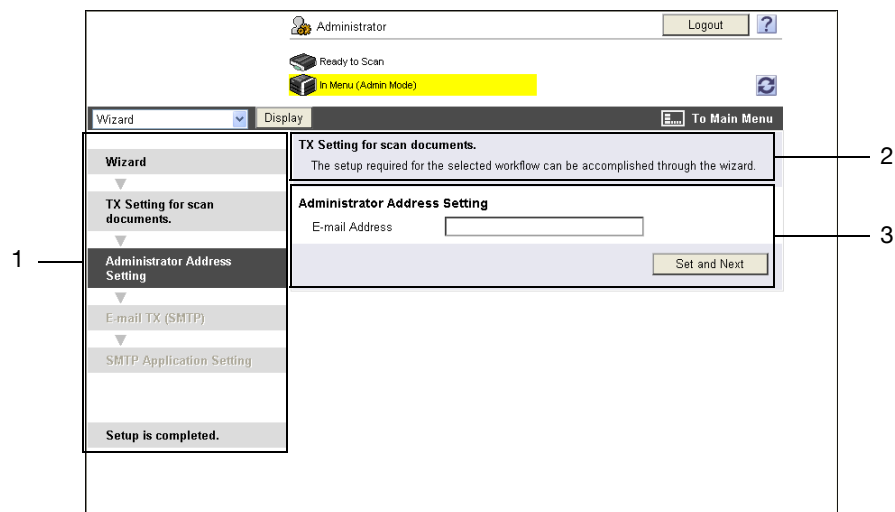 Administrator
Logout
?
Ready to Scan
In Menu (Admin Mode)
Wizard
Display
To Main Menu
Wizard
TX Setting for scan
documents.
Administrator Address
Setting
E-mail TX (SMTP)
SMTP Application Setting
Setup is completed.
TX Setting for scan documents.
The setup required for the selected workflow can be accomplished through the wizard.
Administrator Address Setting
E-mail Address
Set and Next
1
2
3